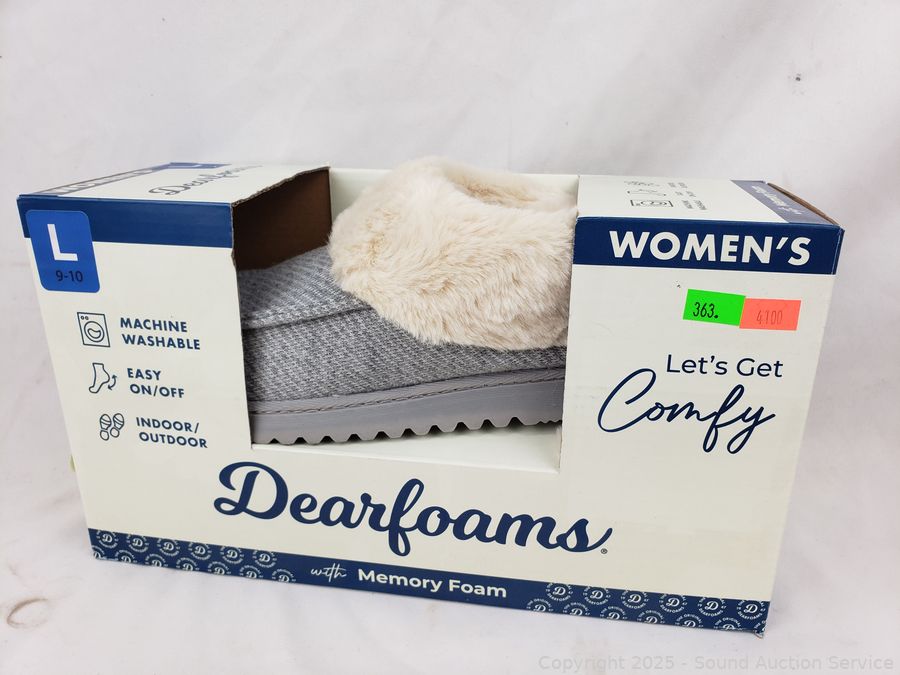 Dearfoams
L
9-10
WOMEN'S
363.
4100
MACHINE
WASHABLE
EASY
ON/OFF
INDOOR/
OUTDOOR
Let's Get
Comfy
Dearfoams®
with Memory Foam
Copyright 2025 - Sound Auction Service